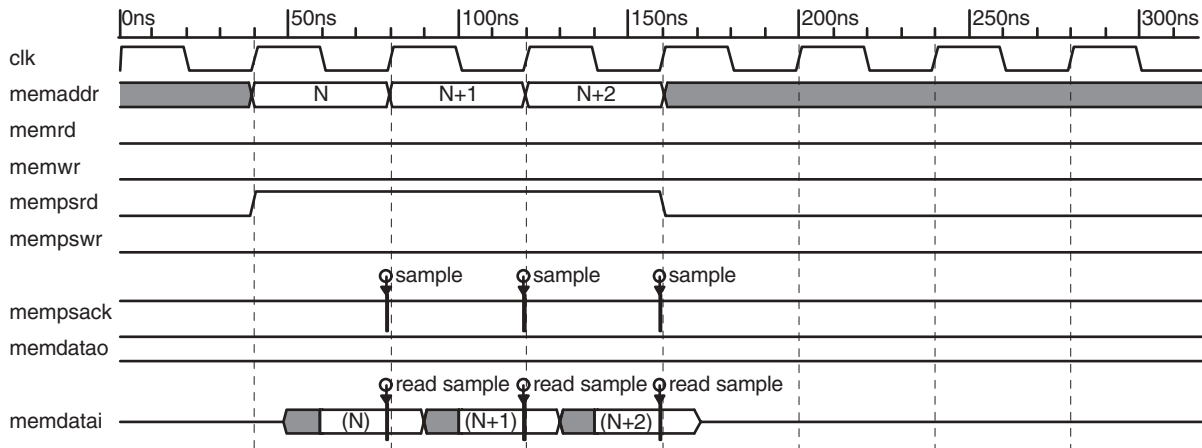 0ns 50ns 100ns 150ns 200ns 250ns 300ns
clk
memaddr N N+1 N+2
memrd
memwr
mempsrd
mempswr
sample sample sample
mempsack
memdatao
read sample read sample read sample
memdatai (N) (N+1) (N+2)